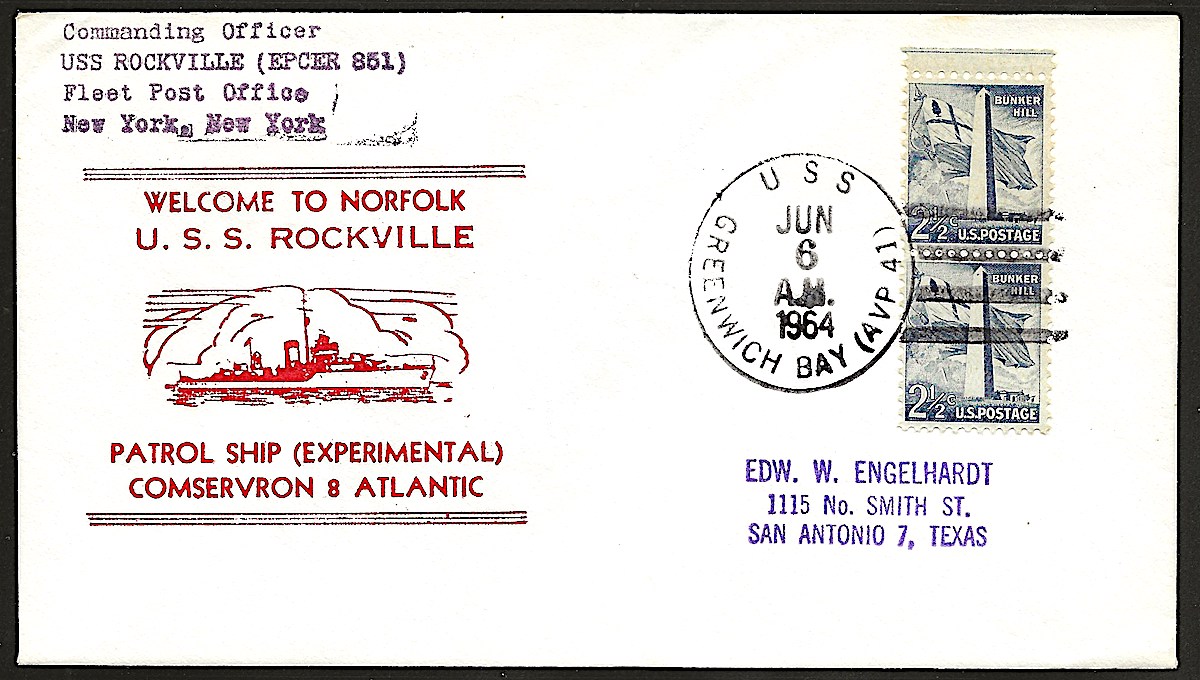 Commanding Officer
USS ROCKVILLE (EPCER 851)
Fleet Post Office
New York, New York
WELCOME TO NORFOLK
U. S. S. ROCKVILLE
PATROL SHIP (EXPERIMENTAL)
COMSERVRON 8 ATLANTIC
USS
GREENWICH BAY (AVP 41)
JUN
6
A.M.
1964
BUNKER
HILL
2½c U.S. POSTAGE
BUNKER
HILL
2½c U.S. POSTAGE
EDW. W. ENGELHARDT
1115 No. SMITH ST.
SAN ANTONIO 7, TEXAS